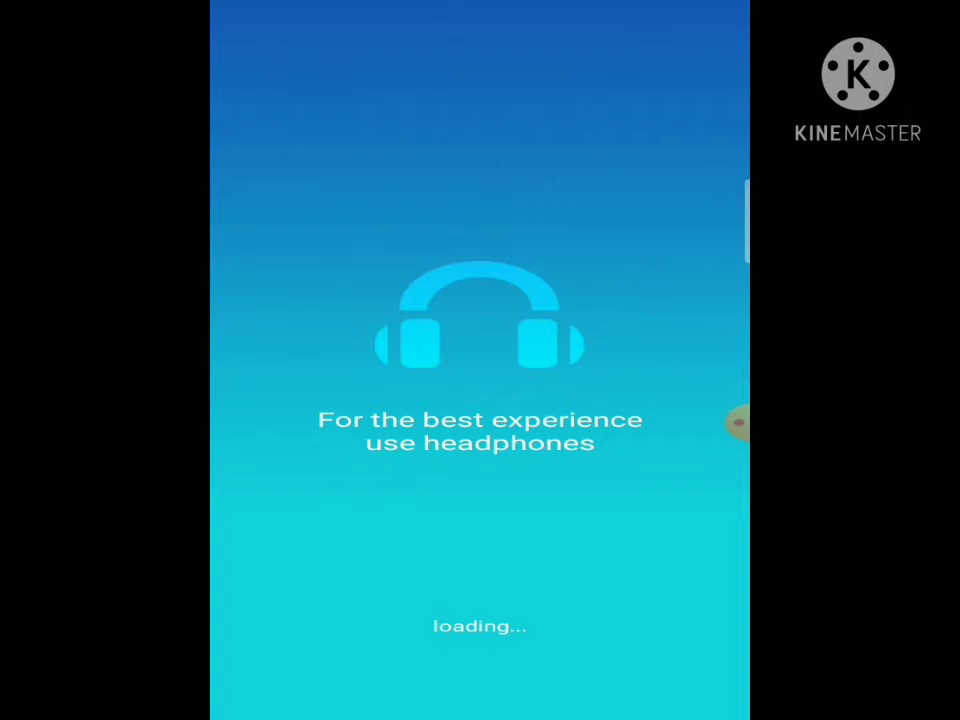 K
KINEMASTER
For the best experience
use headphones
loading...